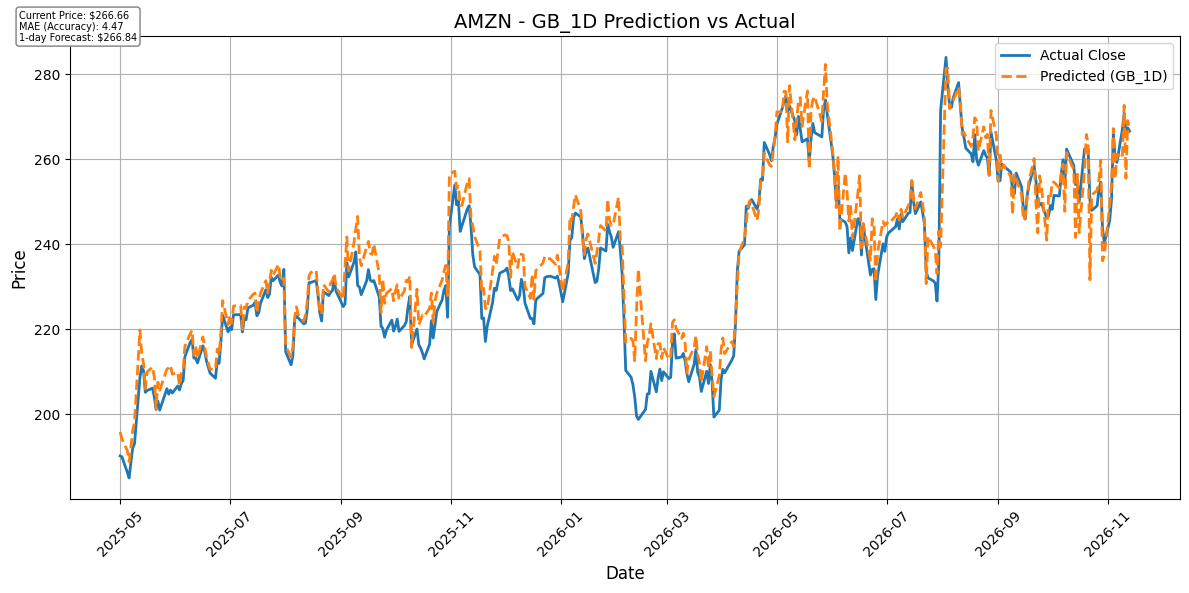 Current Price: $266.66
MAE (Accuracy): 4.47
1-day Forecast: $266.84
AMZN - GB_1D Prediction vs Actual
Actual Close
Predicted (GB_1D)
Price
280
260
240
220
200
2025-05
2025-07
2025-09
2025-11
2026-01
2026-03
2026-05
2026-07
2026-09
2026-11
Date